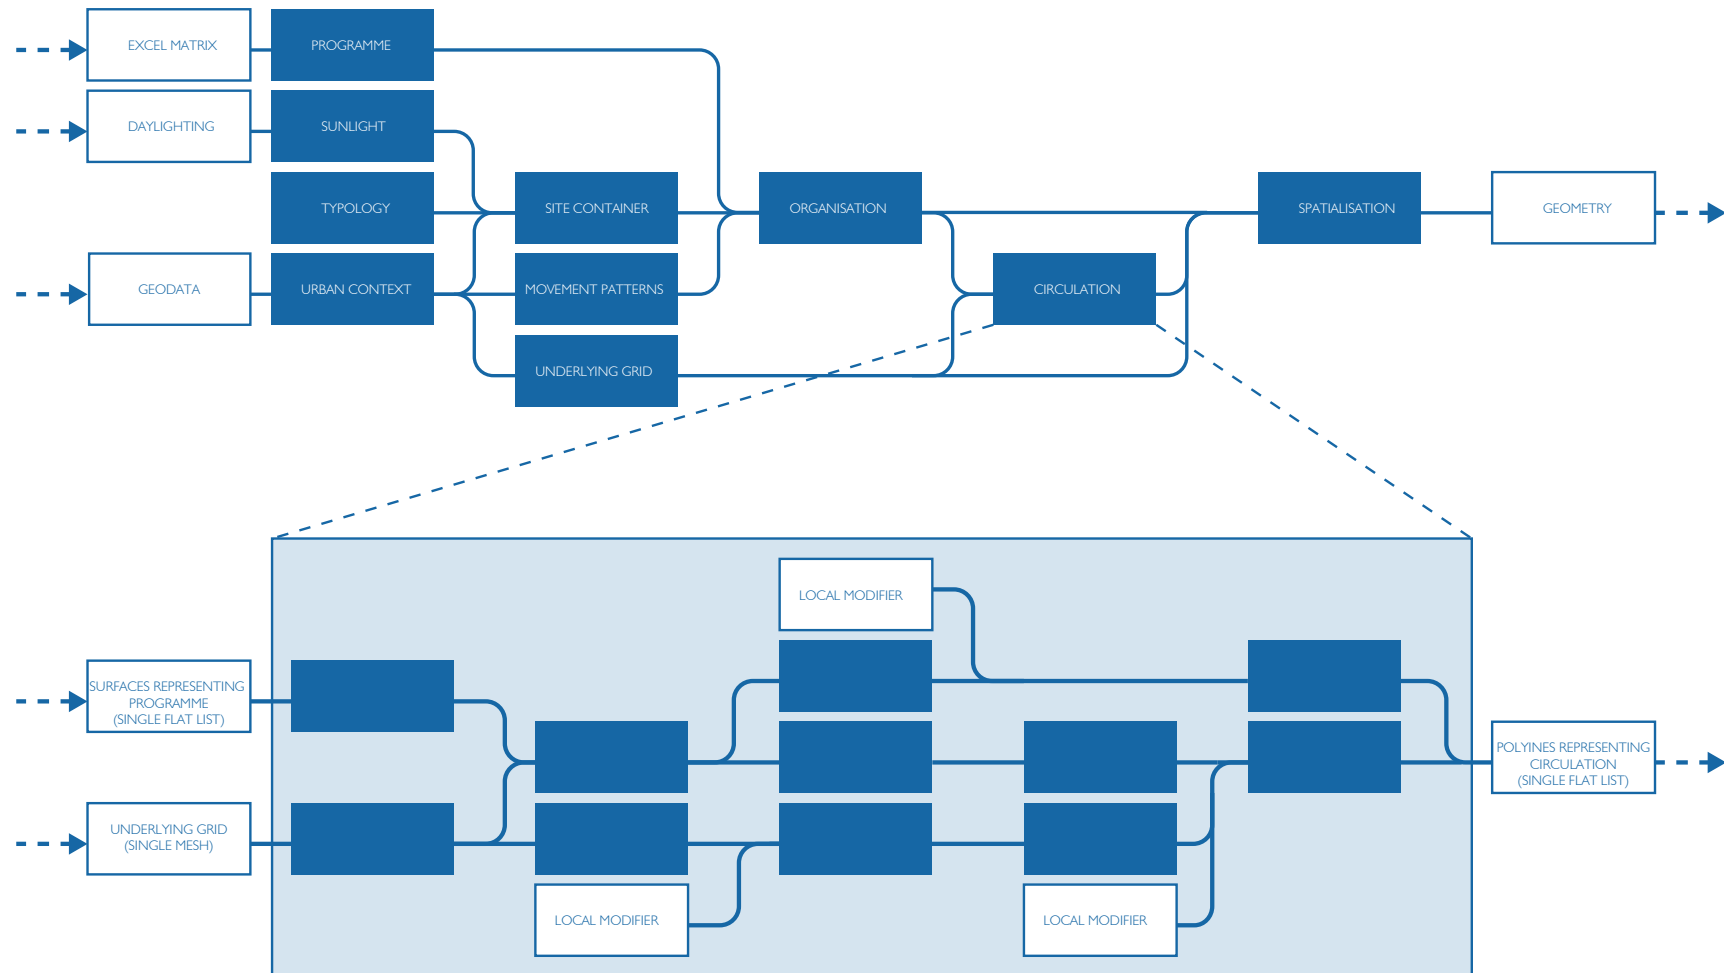 EXCEL MATRIX
PROGRAMME
DAYLIGHTING
SUNLIGHT
TYPOLOGY
SITE CONTAINER
ORGANISATION
SPATIALISATION
GEOMETRY
GEODATA
URBAN CONTEXT
MOVEMENT PATTERNS
CIRCULATION
UNDERLYING GRID
LOCAL MODIFIER
SURFACES REPRESENTING
PROGRAMME
(SINGLE FLAT LIST)
POLYINES REPRESENTING
CIRCULATION
(SINGLE FLAT LIST)
UNDERLYING GRID
(SINGLE MESH)
LOCAL MODIFIER
LOCAL MODIFIER